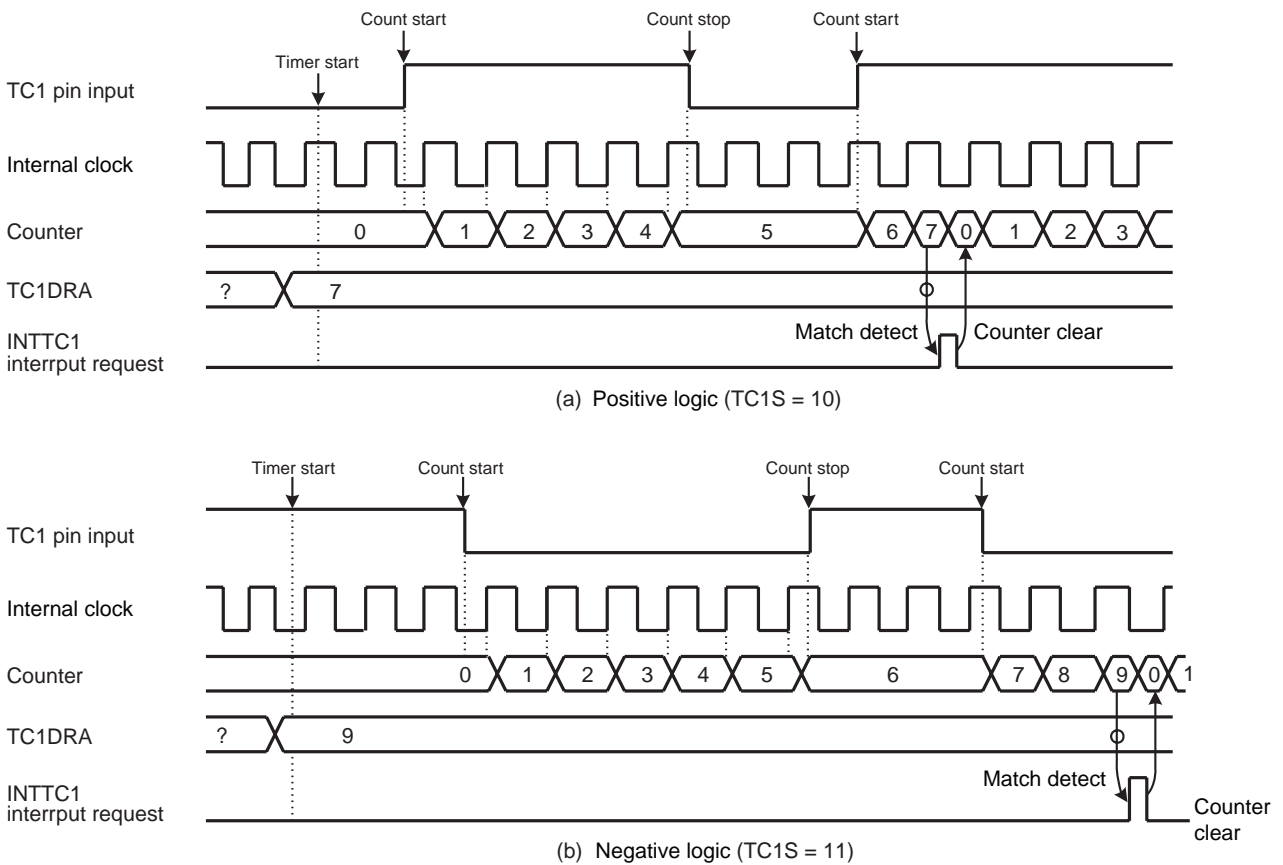 Count start Count stop Count start
Timer start
TC1 pin input
Internal clock
Counter 0 1 2 3 4 5 6 7 0 1 2 3
TC1DRA ? 7
INTTC1
interrput request
Match detect Counter clear
(a) Positive logic (TC1S = 10)
Timer start Count start Count stop Count start
TC1 pin input
Internal clock
Counter 0 1 2 3 4 5 6 7 8 9 0 1
TC1DRA ? 9
INTTC1
interrput request
Match detect
Counter
clear
(b) Negative logic (TC1S = 11)